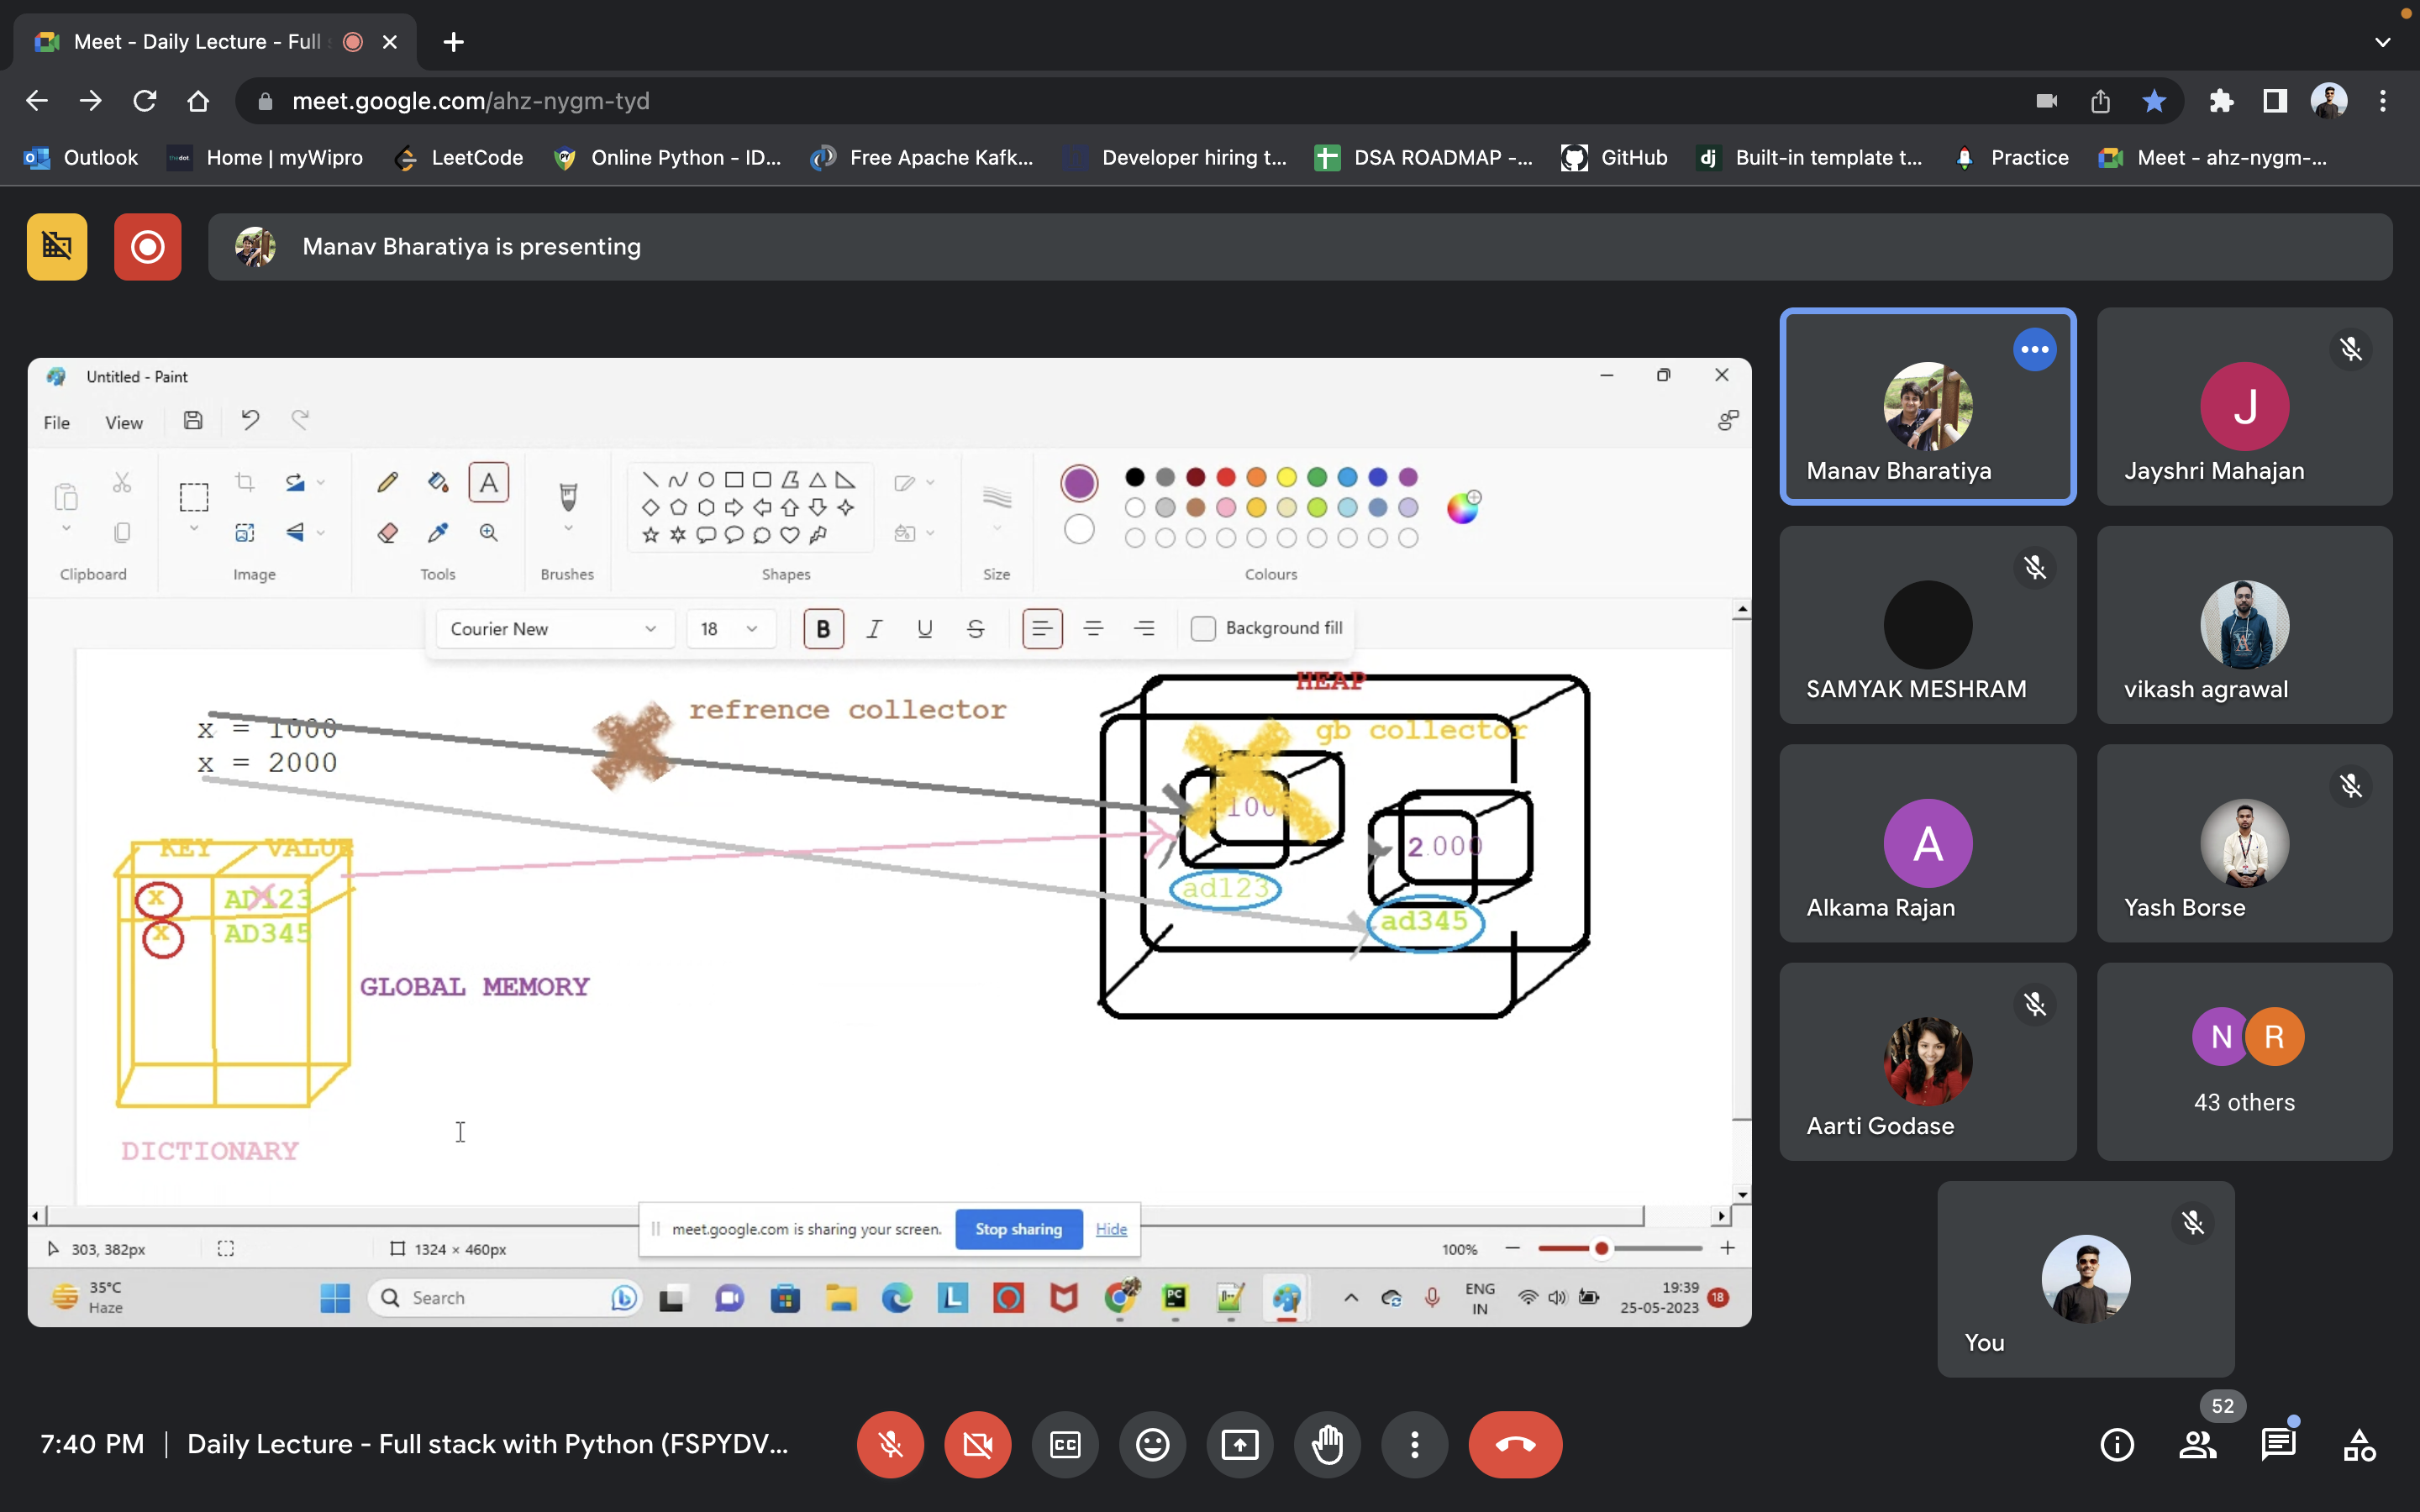 Meet - Daily Lecture - Full
meet.google.com/ahz-nygm-tyd
Outlook Home | myWipro LeetCode Online Python - ID... Free Apache Kafk... Developer hiring t... DSA ROADMAP -... GitHub Built-in template t... Practice Meet - ahz-nygm-...
Manav Bharatiya is presenting
Untitled - Paint
File View
Clipboard Image Tools Brushes Shapes Size Colours
Courier New 18 B I U S Background fill
HEAP
refrence collector
gb collector
x = 1000
x = 2000
100
2.000
KEY VALUE
x AD123
x AD345
ad123
ad345
GLOBAL MEMORY
DICTIONARY
meet.google.com is sharing your screen. Stop sharing Hide
303, 382px 1324 × 460px 100%
35°C
Haze
Search
ENG
IN
19:39
25-05-2023
18
Manav Bharatiya
J
Jayshri Mahajan
SAMYAK MESHRAM
vikash agrawal
A
Alkama Rajan
Yash Borse
Aarti Godase
N R
43 others
You
52
7:40 PM | Daily Lecture - Full stack with Python (FSPYDV...
CC